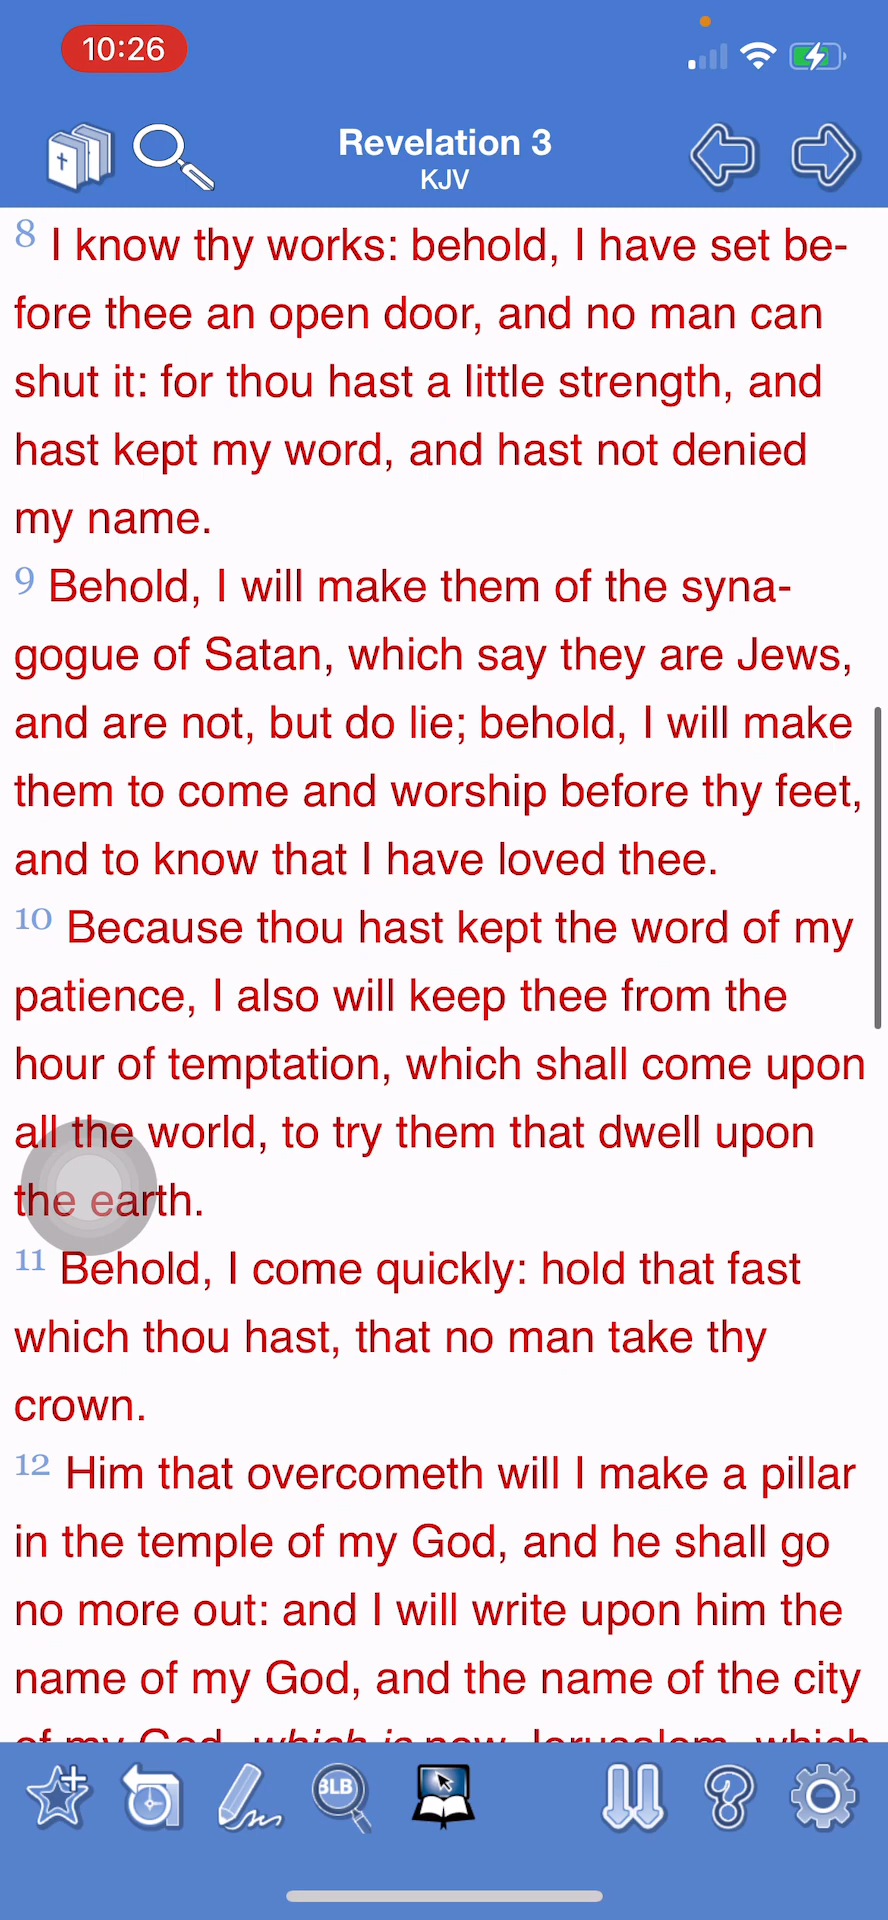 10:26
Revelation 3
KJV
8 I know thy works: behold, I have set be-
fore thee an open door, and no man can
shut it: for thou hast a little strength, and
hast kept my word, and hast not denied
my name.
9 Behold, I will make them of the syna-
gogue of Satan, which say they are Jews,
and are not, but do lie; behold, I will make
them to come and worship before thy feet,
and to know that I have loved thee.
10 Because thou hast kept the word of my
patience, I also will keep thee from the
hour of temptation, which shall come upon
all the world, to try them that dwell upon
the earth.
11 Behold, I come quickly: hold that fast
which thou hast, that no man take thy
crown.
12 Him that overcometh will I make a pillar
in the temple of my God, and he shall go
no more out: and I will write upon him the
name of my God, and the name of the city
of my God, which is new Jerusalem, which
BLB